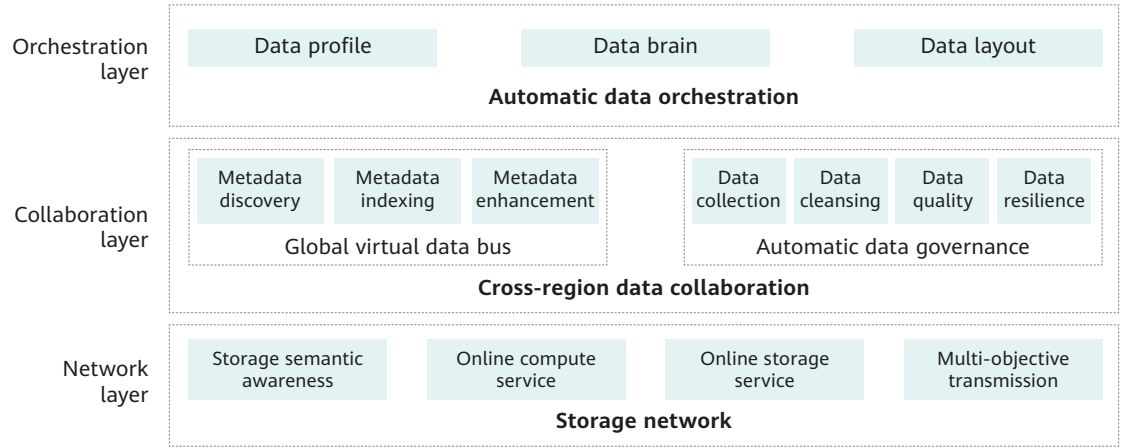 Orchestration
layer
Data profile
Data brain
Data layout
Automatic data orchestration
Collaboration
layer
Metadata
discovery
Metadata
indexing
Metadata
enhancement
Global virtual data bus
Data
collection
Data
cleansing
Data
quality
Data
resilience
Automatic data governance
Cross-region data collaboration
Network
layer
Storage semantic
awareness
Online compute
service
Online storage
service
Multi-objective
transmission
Storage network